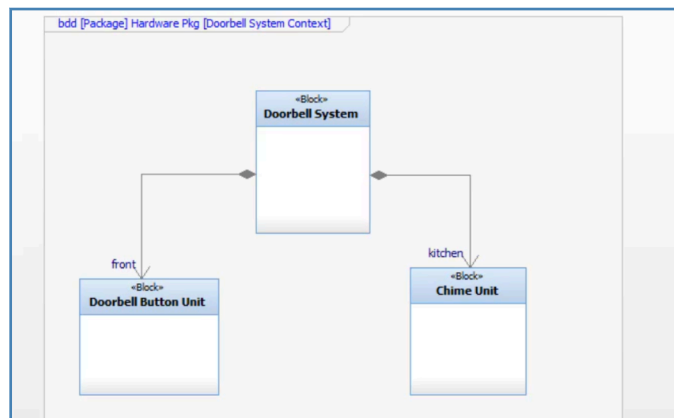 bdd [Package] Hardware Pkg [Doorbell System Context]
«Block»
Doorbell System
front
kitchen
«Block»
Doorbell Button Unit
«Block»
Chime Unit